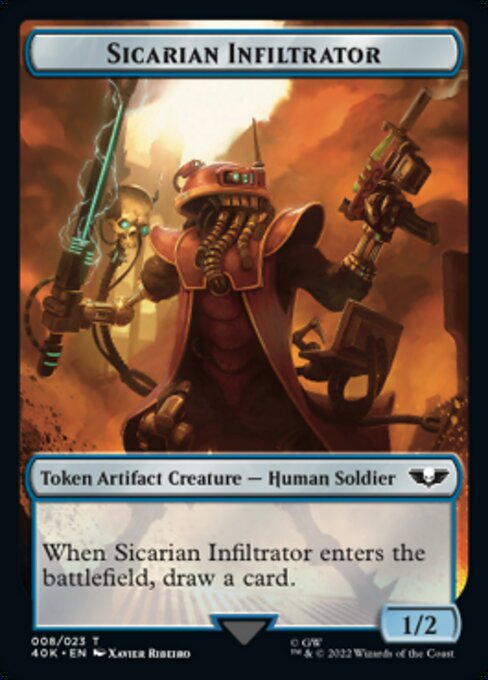 Sicarian Infiltrator
Token Artifact Creature — Human Soldier
When Sicarian Infiltrator enters the
battlefield, draw a card.
1/2
008/023 T
40K • EN Xavier Ribeiro
© GW
™ & © 2022 Wizards of the Coast